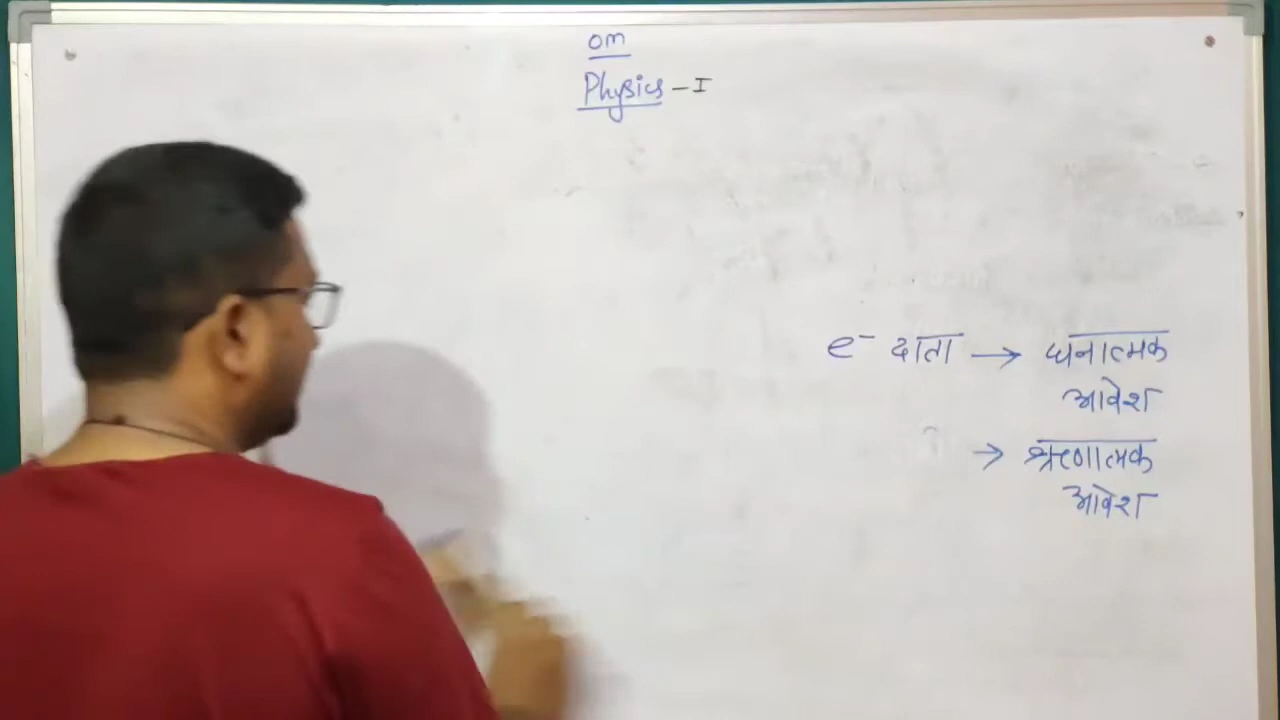 om
Physics - I
e⁻ दाता → धनात्मक
आवेश
→ ऋणात्मक
आवेश